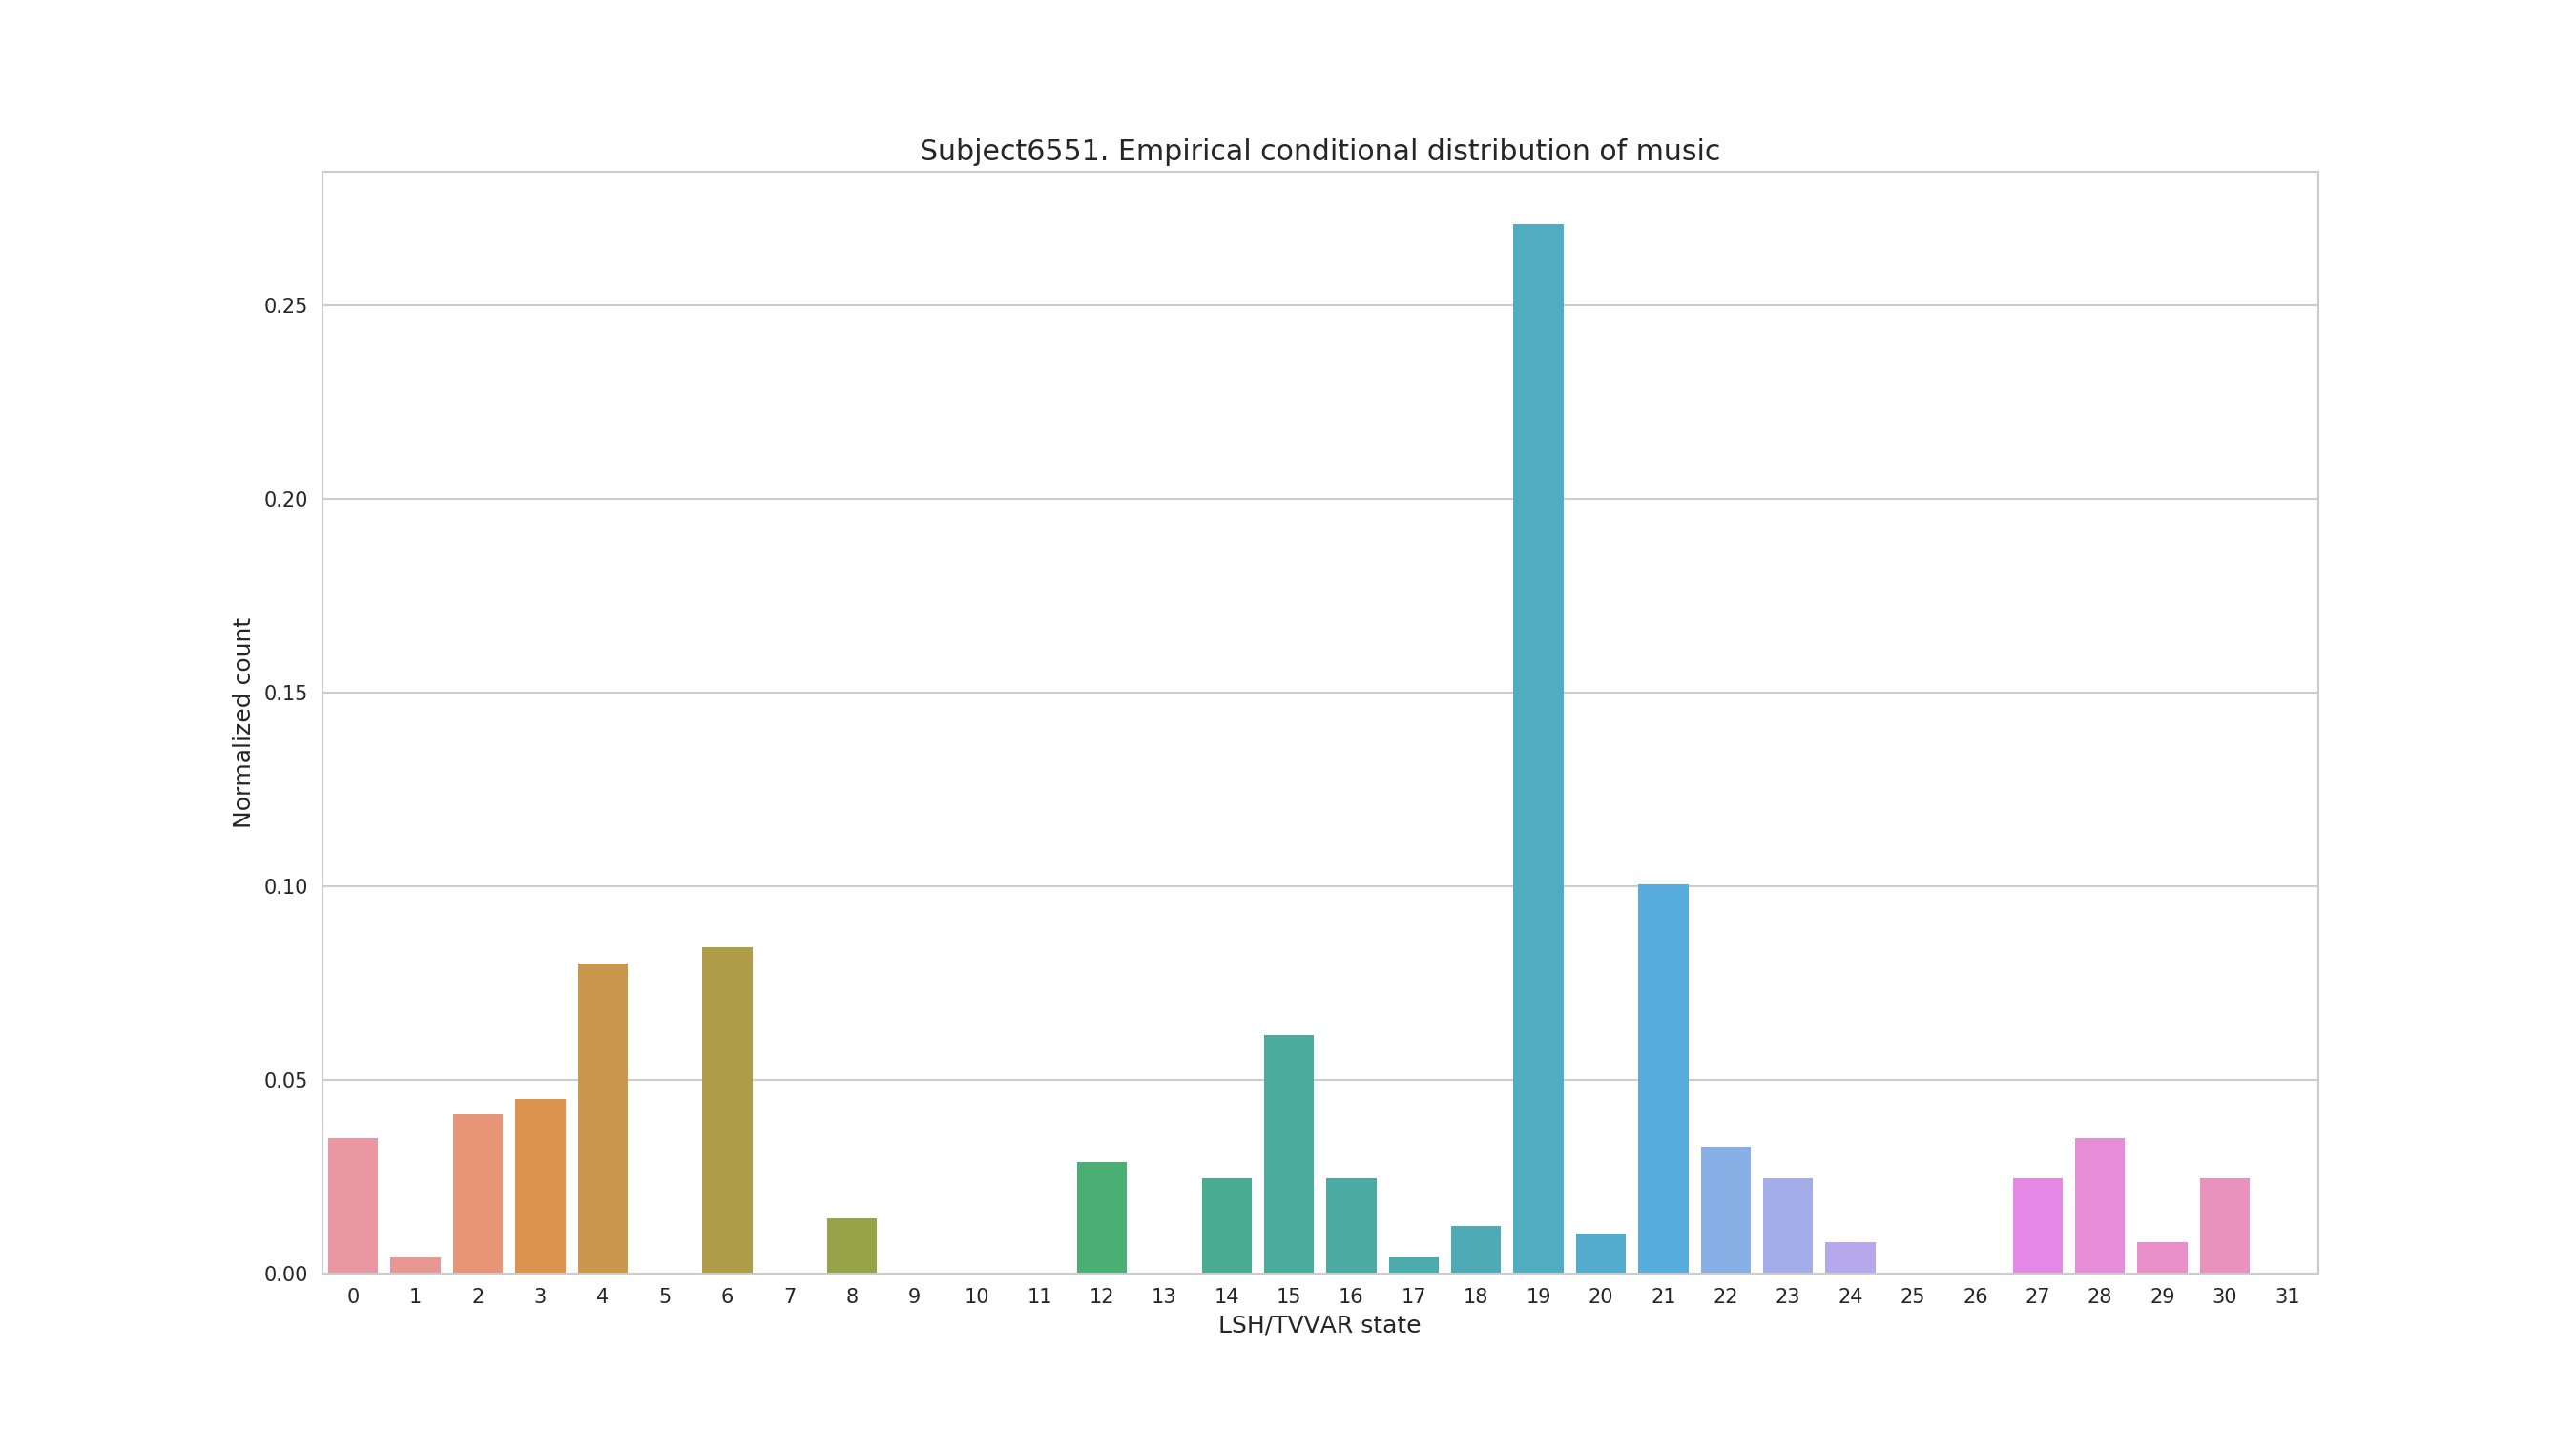 Subject6551. Empirical conditional distribution of music
Normalized count
0.25
0.20
0.15
0.10
0.05
0.00
0 1 2 3 4 5 6 7 8 9 10 11 12 13 14 15 16 17 18 19 20 21 22 23 24 25 26 27 28 29 30 31
LSH/TVVAR state